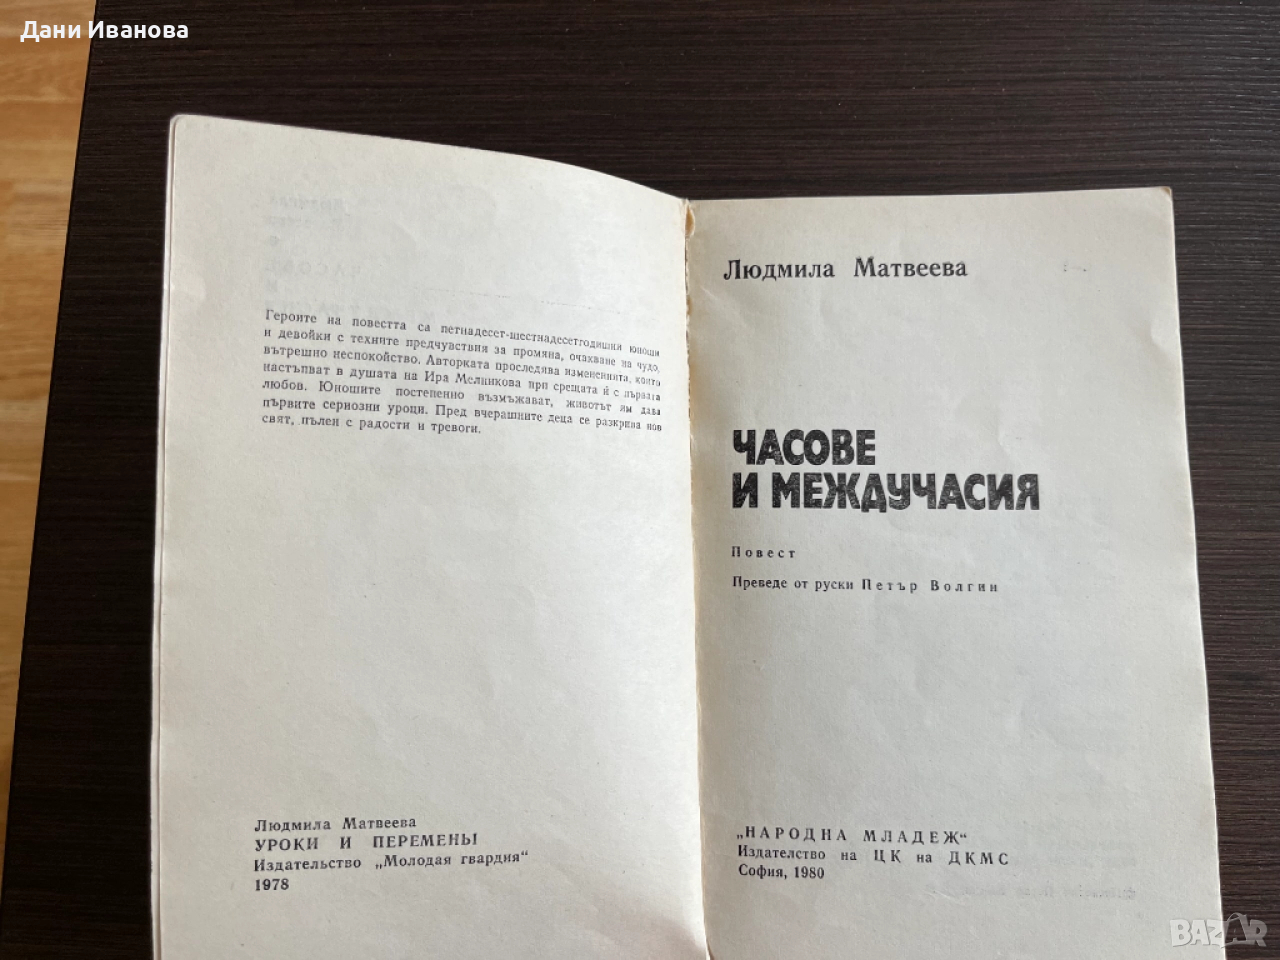 Дани Иванова
Героите на повестта са петнадесет-шестнадесетгодишни юноши
и девойки с техните предчувствия за промяна, очакване на чудо,
вътрешно неспокойство. Авторката проследява измененията, които
настъпват в душата на Ира Мелникова при срещата ѝ с първата
любов. Юношите постепенно възмъжават, животът им дава
първите сериозни уроци. Пред вчерашните деца се разкрива нов
свят, пълен с радости и тревоги.
Людмила Матвеева
УРОКИ И ПЕРЕМЕНЫ
Издательство „Молодая гвардия“
1978
Людмила Матвеева
ЧАСОВЕ
И МЕЖДУЧАСИЯ
Повест
Преведе от руски Петър Волгин
„НАРОДНА МЛАДЕЖ“
Издателство на ЦК на ДКМС
София, 1980
BAZAR